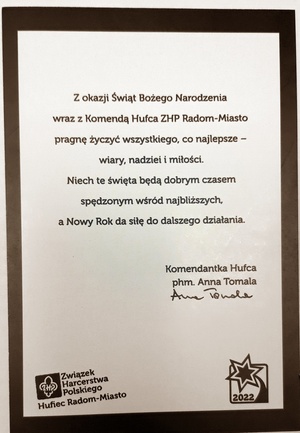 Z okazji Świąt Bożego Narodzenia
wraz z Komendą Hufca ZHP Radom-Miasto
pragnę życzyć wszystkiego, co najlepsze –
wiary, nadziei i miłości.
Niech te święta będą dobrym czasem
spędzonym wśród najbliższych,
a Nowy Rok da siłę do dalszego działania.
Komendantka Hufca
phm. Anna Tomala
Anna Tomala
Związek
Harcerstwa
Polskiego
Hufiec Radom-Miasto
2022